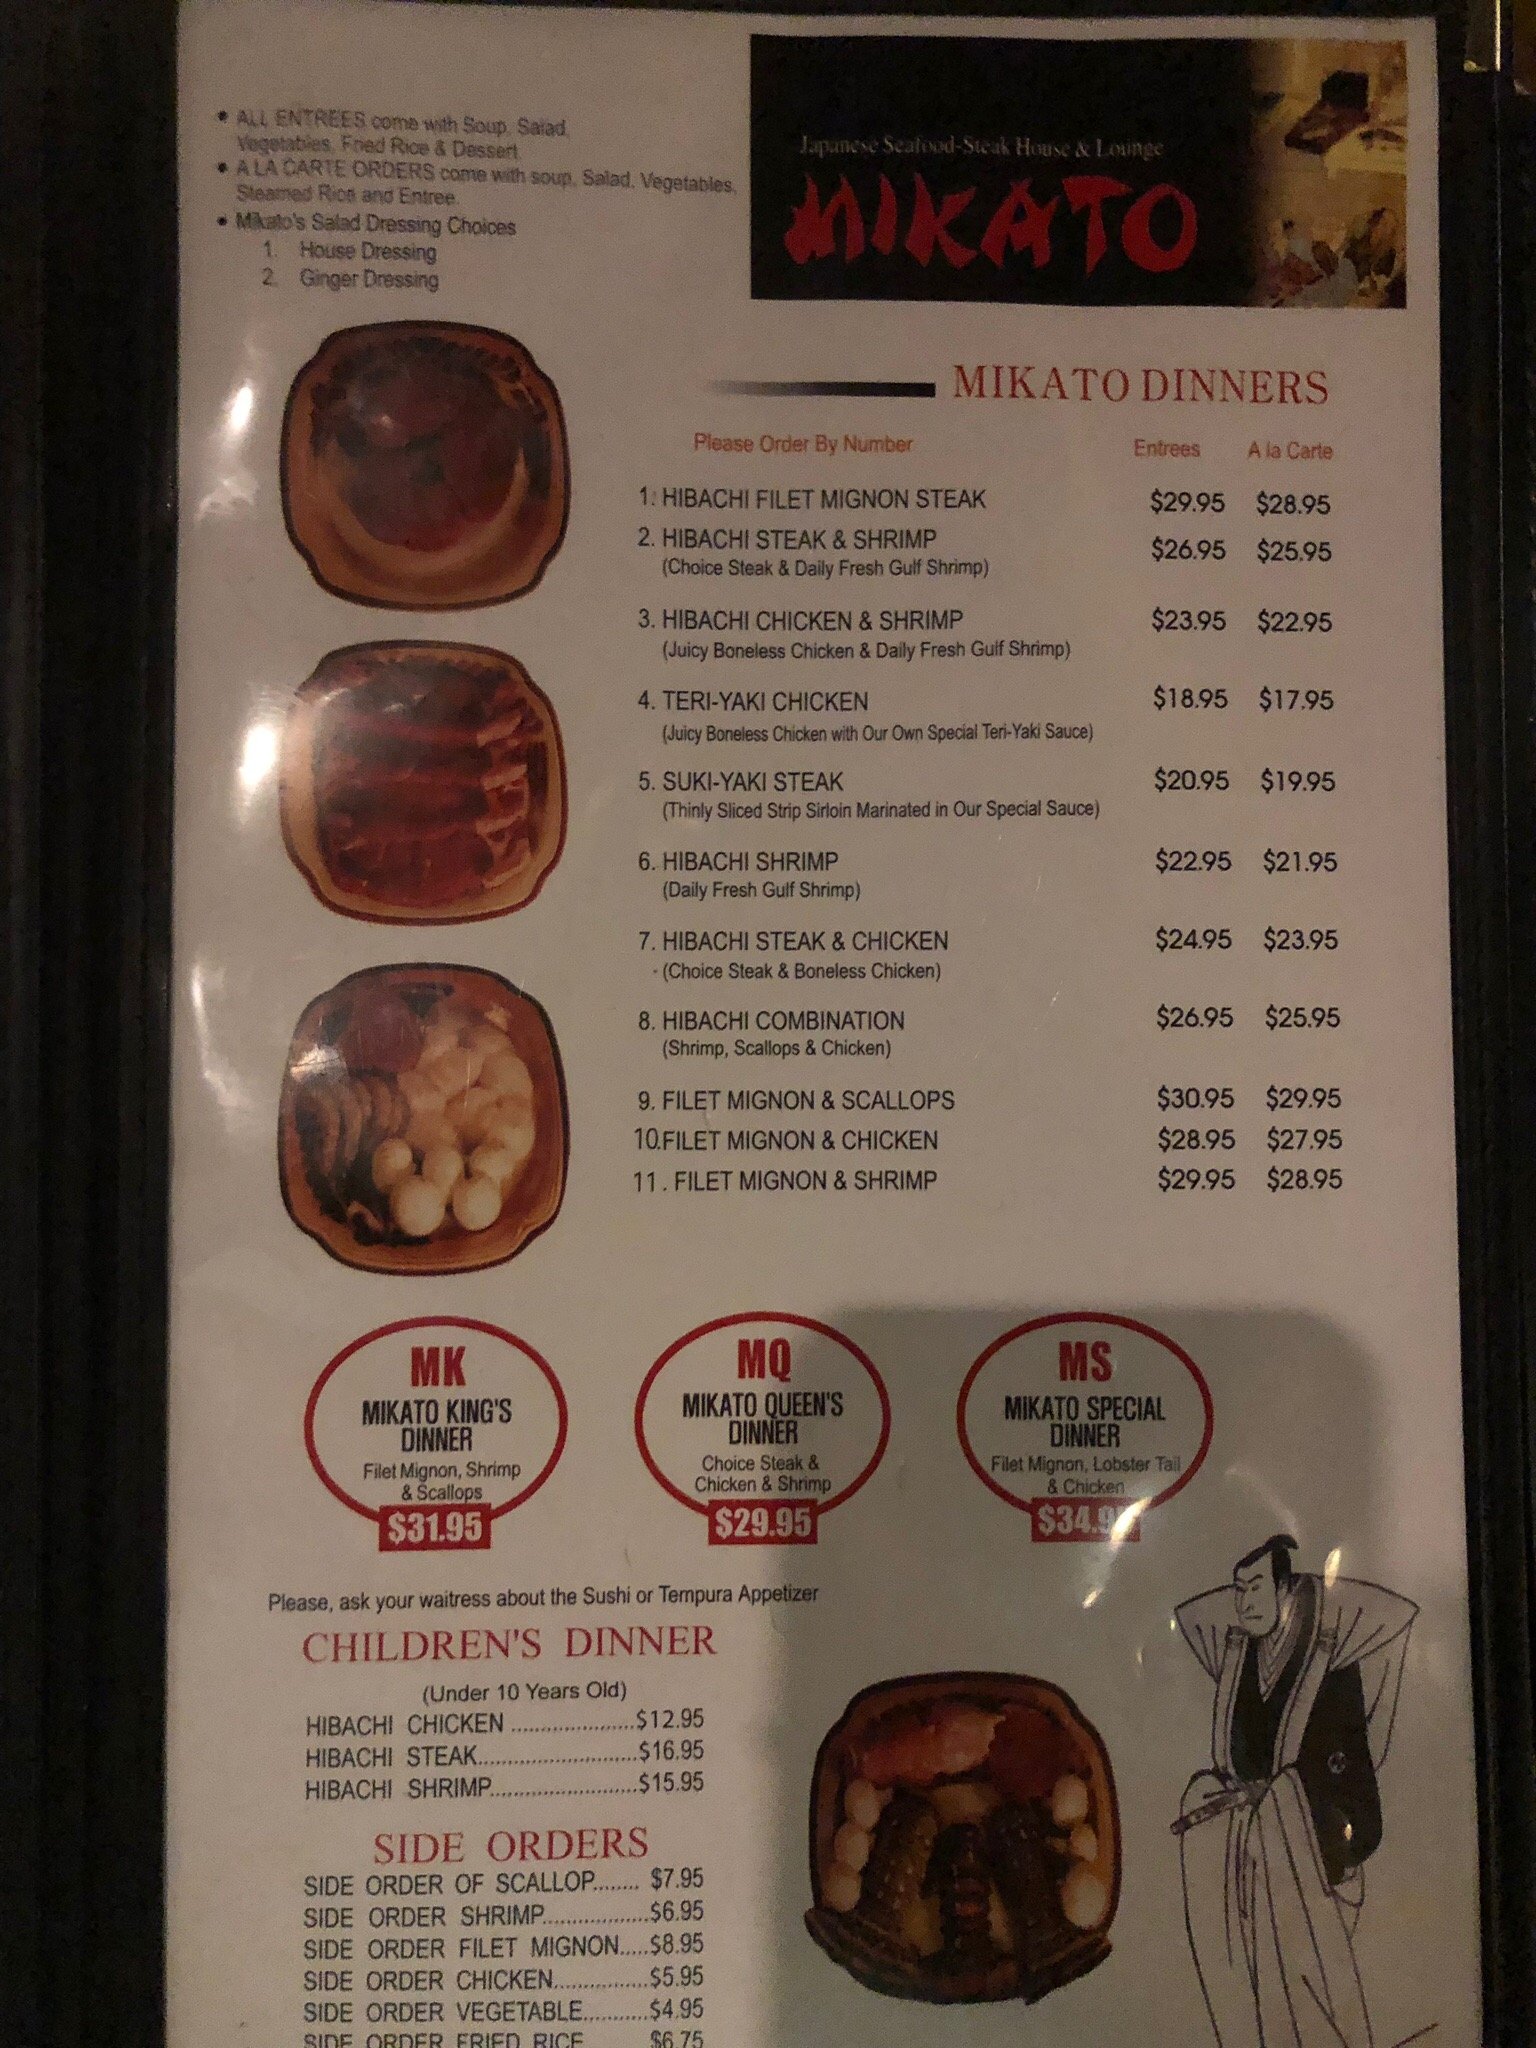 • ALL ENTREES come with Soup, Salad,
Vegetables, Fried Rice & Dessert
• A LA CARTE ORDERS come with soup, Salad, Vegetables,
Steamed Rice and Entree.
• Mikato's Salad Dressing Choices
1. House Dressing
2. Ginger Dressing
Japanese Seafood-Steak House & Lounge
MIKATO
MIKATO DINNERS
Please Order By Number Entrees A la Carte
1. HIBACHI FILET MIGNON STEAK $29.95 $28.95
2. HIBACHI STEAK & SHRIMP $26.95 $25.95
(Choice Steak & Daily Fresh Gulf Shrimp)
3. HIBACHI CHICKEN & SHRIMP $23.95 $22.95
(Juicy Boneless Chicken & Daily Fresh Gulf Shrimp)
4. TERI-YAKI CHICKEN $18.95 $17.95
(Juicy Boneless Chicken with Our Own Special Teri-Yaki Sauce)
5. SUKI-YAKI STEAK $20.95 $19.95
(Thinly Sliced Strip Sirloin Marinated in Our Special Sauce)
6. HIBACHI SHRIMP $22.95 $21.95
(Daily Fresh Gulf Shrimp)
7. HIBACHI STEAK & CHICKEN $24.95 $23.95
(Choice Steak & Boneless Chicken)
8. HIBACHI COMBINATION $26.95 $25.95
(Shrimp, Scallops & Chicken)
9. FILET MIGNON & SCALLOPS $30.95 $29.95
10. FILET MIGNON & CHICKEN $28.95 $27.95
11. FILET MIGNON & SHRIMP $29.95 $28.95
MK
MIKATO KING'S
DINNER
Filet Mignon, Shrimp
& Scallops
$31.95
MQ
MIKATO QUEEN'S
DINNER
Choice Steak &
Chicken & Shrimp
$29.95
MS
MIKATO SPECIAL
DINNER
Filet Mignon, Lobster Tail
& Chicken
$34.95
Please, ask your waitress about the Sushi or Tempura Appetizer
CHILDREN'S DINNER
(Under 10 Years Old)
HIBACHI CHICKEN .....................$12.95
HIBACHI STEAK...........................$16.95
HIBACHI SHRIMP.........................$15.95
SIDE ORDERS
SIDE ORDER OF SCALLOP........ $7.95
SIDE ORDER SHRIMP..................$6.95
SIDE ORDER FILET MIGNON.....$8.95
SIDE ORDER CHICKEN................$5.95
SIDE ORDER VEGETABLE...........$4.95
SIDE ORDER FRIED RICE $6.75